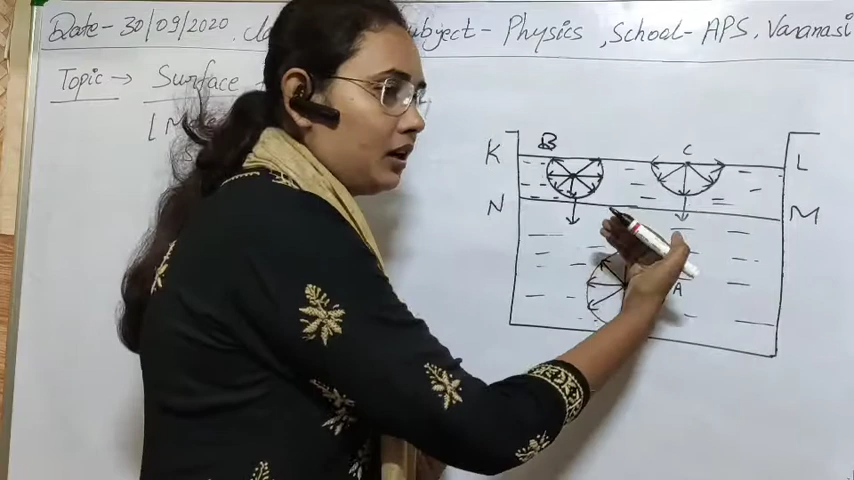 Date- 30/09/2020 Subject- Physics, School- APS, Varanasi
Topic → Surface
K B C L
N M
A